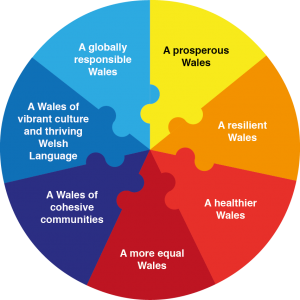 A prosperous
Wales
A resilient
Wales
A healthier
Wales
A more equal
Wales
A Wales of
cohesive
communities
A Wales of
vibrant culture
and thriving
Welsh
Language
A globally
responsible
Wales